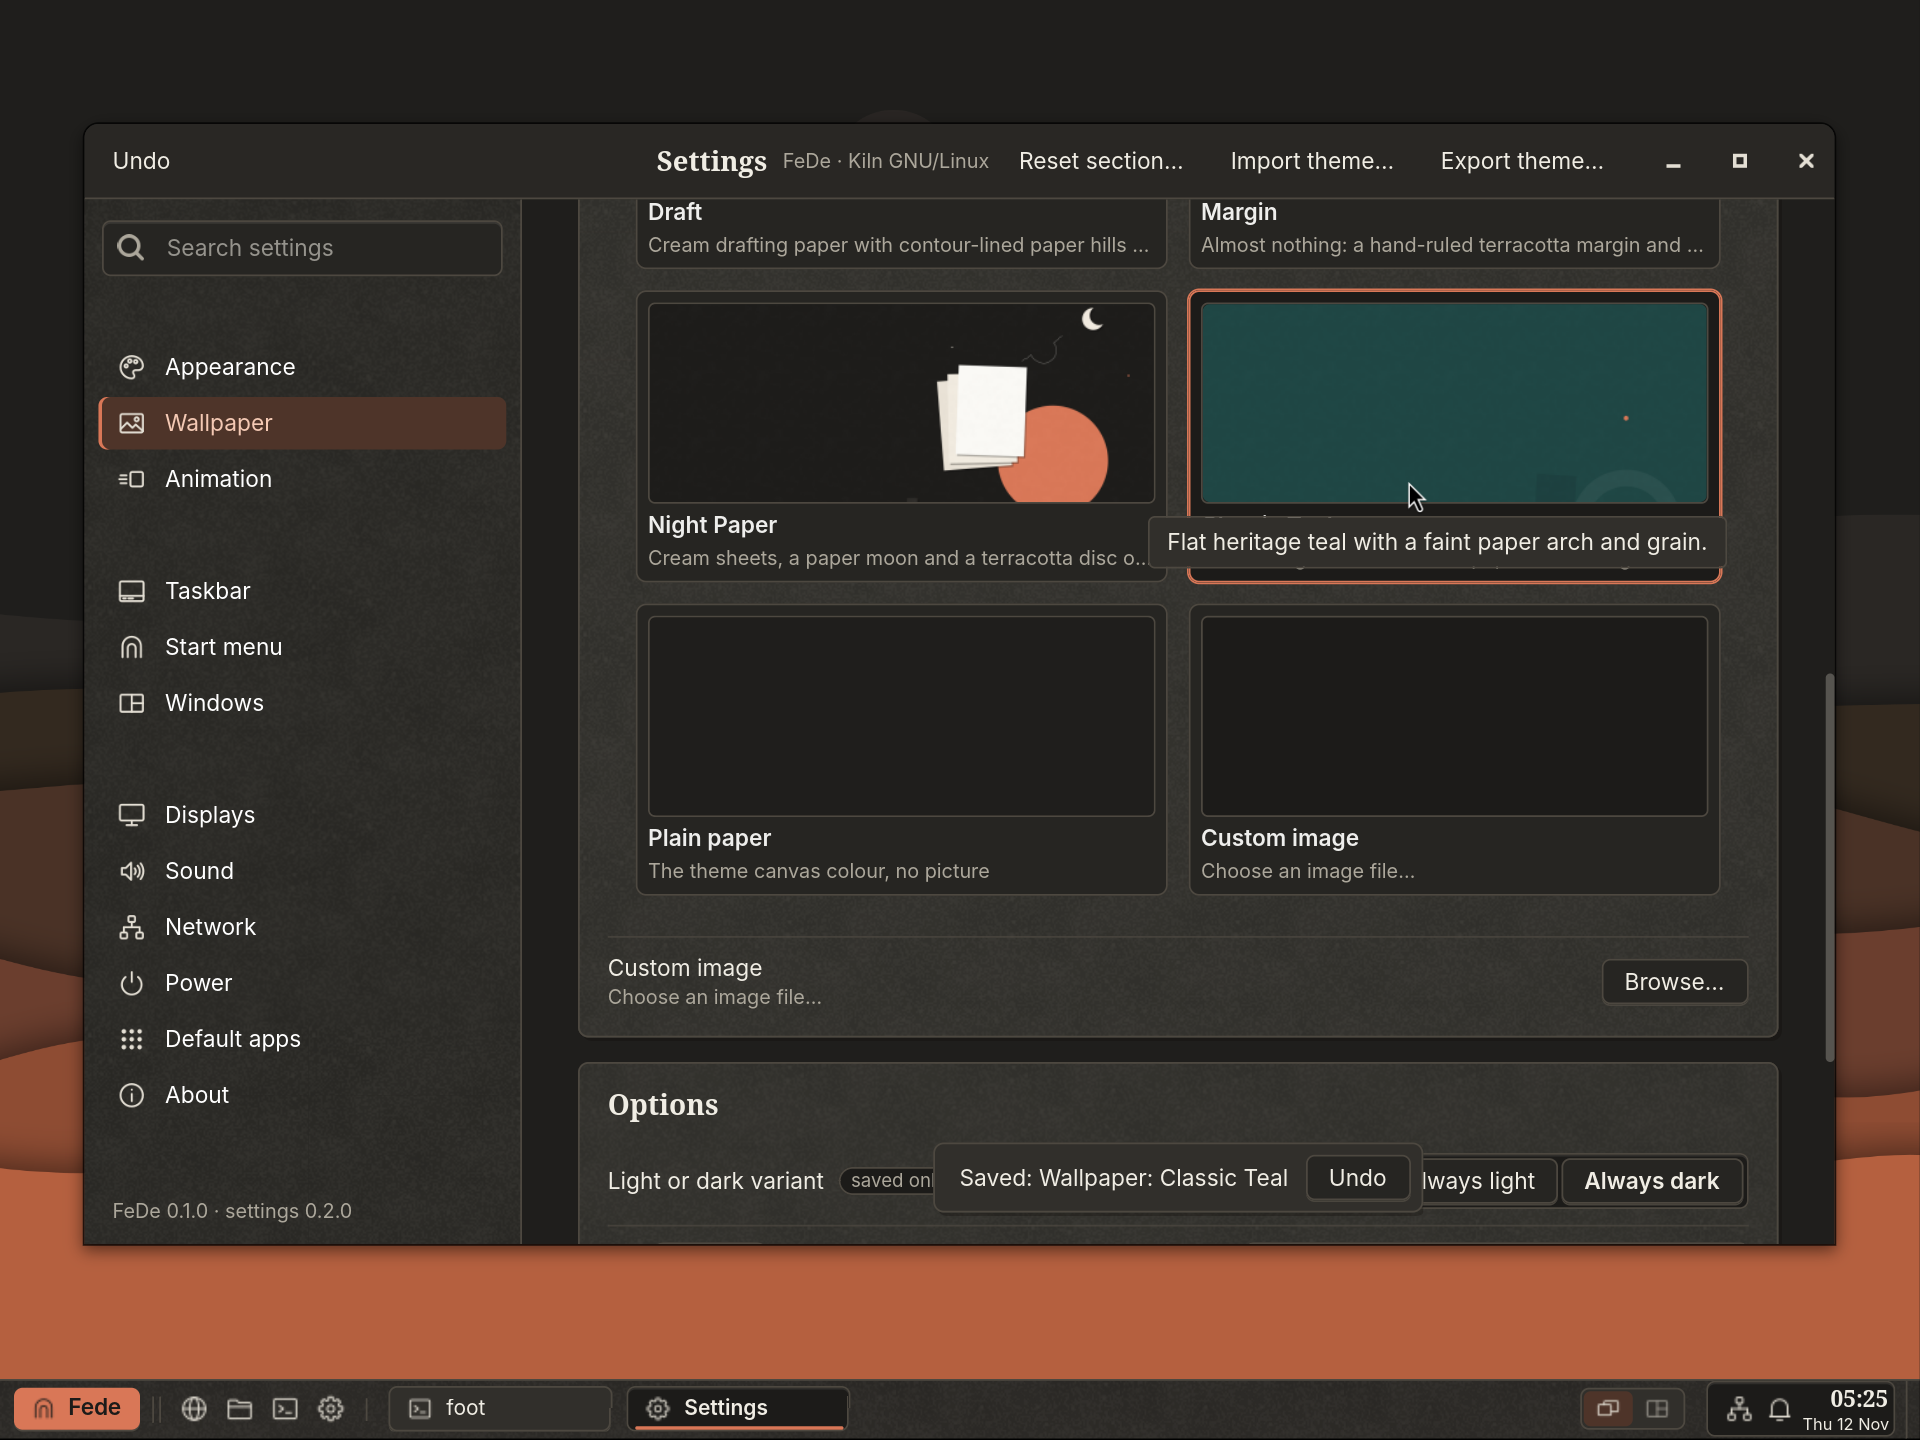 Undo
Settings FeDe · Kiln GNU/Linux Reset section... Import theme... Export theme...
Search settings
Appearance
Wallpaper
Animation
Taskbar
Start menu
Windows
Displays
Sound
Network
Power
Default apps
About
FeDe 0.1.0 · settings 0.2.0
Draft
Cream drafting paper with contour-lined paper hills ...
Margin
Almost nothing: a hand-ruled terracotta margin and ...
Night Paper
Cream sheets, a paper moon and a terracotta disc o...
Flat heritage teal with a faint paper arch and grain.
Plain paper
The theme canvas colour, no picture
Custom image
Choose an image file...
Custom image
Choose an image file...
Browse...
Options
Light or dark variant saved
Saved: Wallpaper: Classic Teal Undo
light Always dark
Fede foot Settings
05:25
Thu 12 Nov